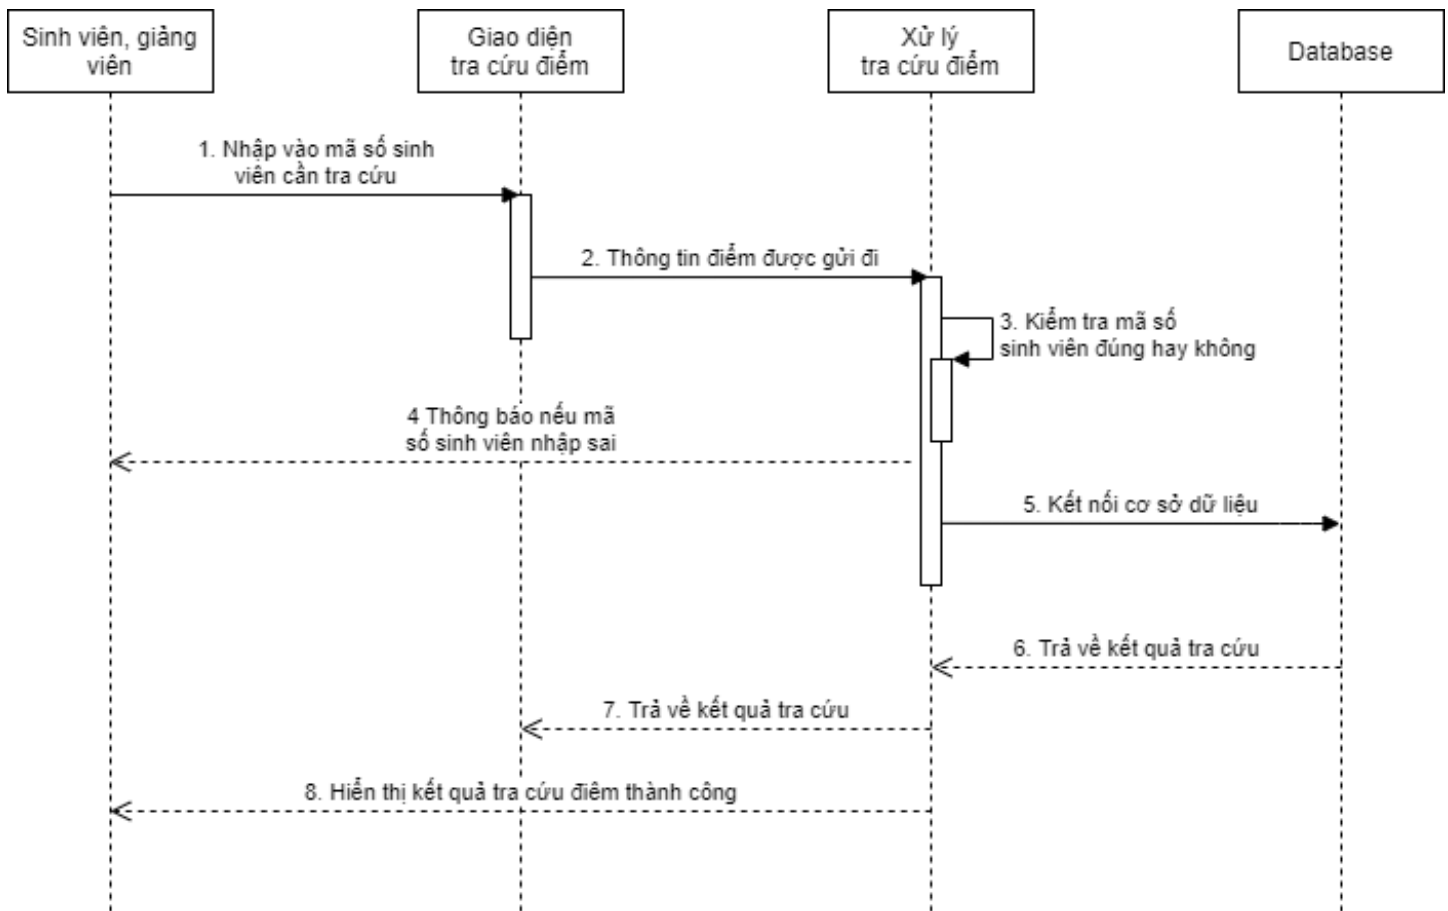 Sinh viên, giảng
viên
Giao diện
tra cứu điểm
Xử lý
tra cứu điểm
Database
1. Nhập vào mã số sinh
viên cần tra cứu
2. Thông tin điểm được gửi đi
3. Kiểm tra mã số
sinh viên đúng hay không
4 Thông báo nếu mã
số sinh viên nhập sai
5. Kết nối cơ sở dữ liệu
6. Trả về kết quả tra cứu
7. Trả về kết quả tra cứu
8. Hiển thị kết quả tra cứu điêm thành công